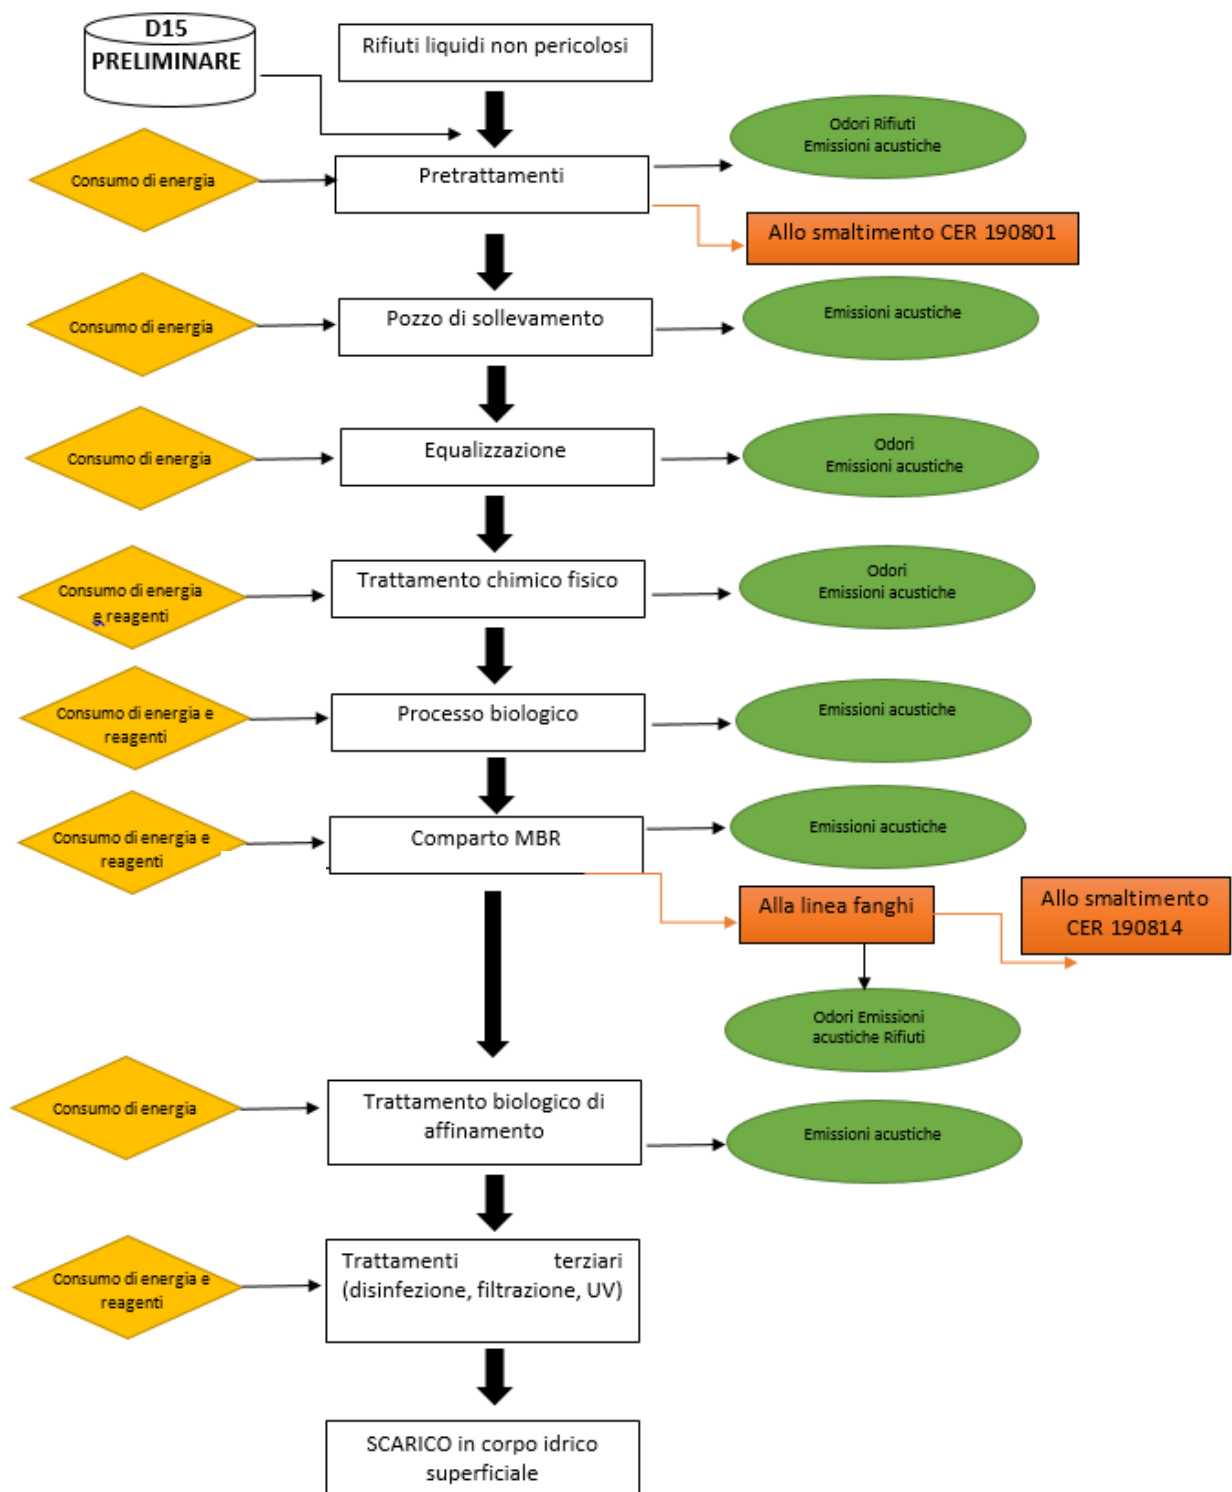 D15
PRELIMINARE
Rifiuti liquidi non pericolosi
Odori Rifiuti
Emissioni acustiche
Consumo di energia
Pretrattamenti
Allo smaltimento CER 190801
Consumo di energia
Pozzo di sollevamento
Emissioni acustiche
Consumo di energia
Equalizzazione
Odori
Emissioni acustiche
Consumo di energia
e reagenti
Trattamento chimico fisico
Odori
Emissioni acustiche
Consumo di energia e
reagenti
Processo biologico
Emissioni acustiche
Consumo di energia e
reagenti
Comparto MBR
Emissioni acustiche
Alla linea fanghi
Allo smaltimento
CER 190814
Odori Emissioni
acustiche Rifiuti
Consumo di energia
Trattamento biologico di
affinamento
Emissioni acustiche
Consumo di energia e
reagenti
Trattamenti terziari
(disinfezione, filtrazione, UV)
SCARICO in corpo idrico
superficiale